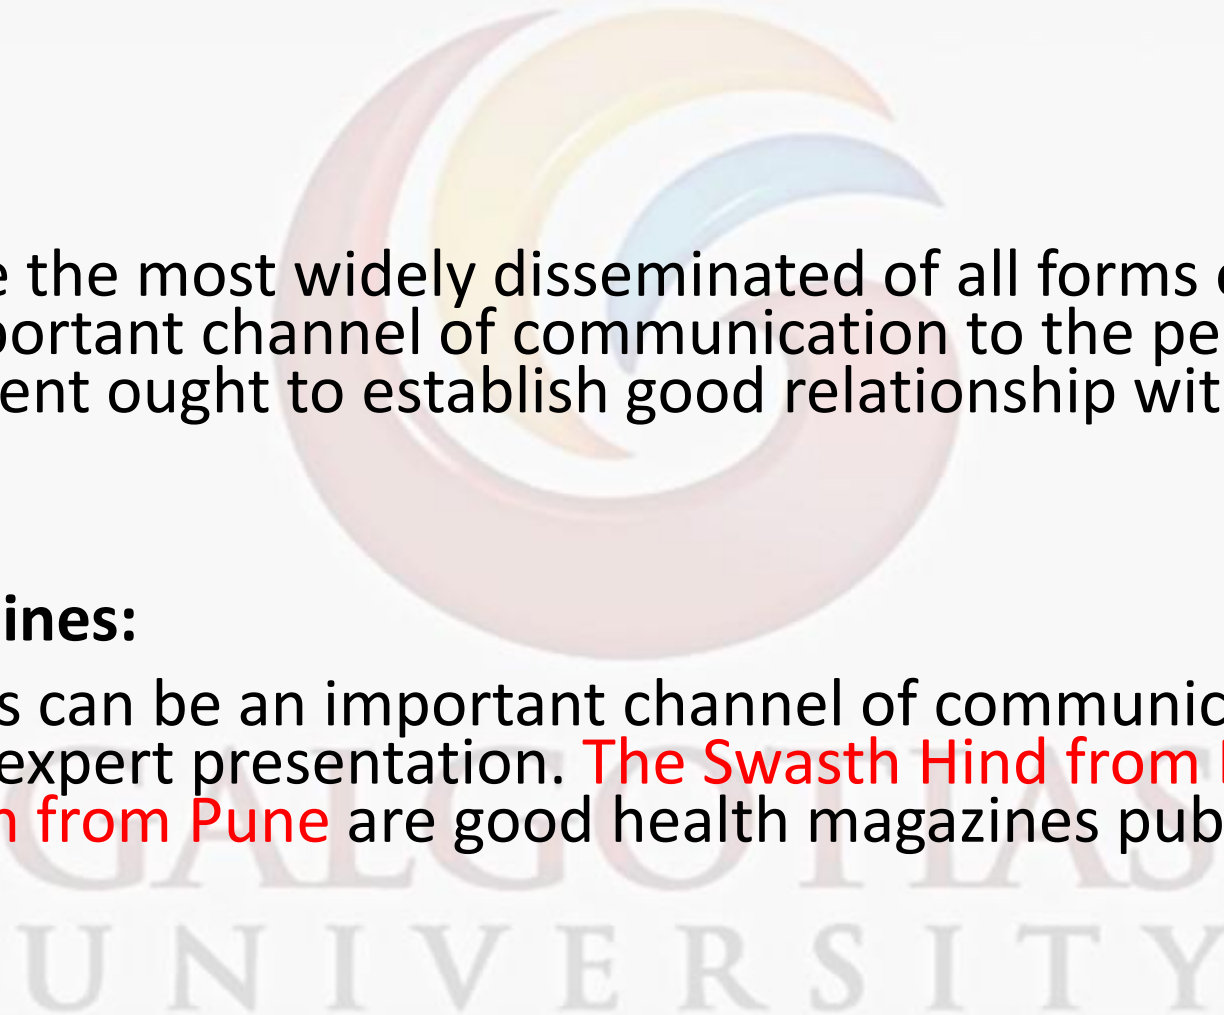 e the most widely disseminated of all forms
portant channel of communication to the pe
ent ought to establish good relationship wit
ines:
s can be an important channel of communic
expert presentation. The Swasth Hind from
n from Pune are good health magazines pub
GALGOTIAS
UNIVERSITY